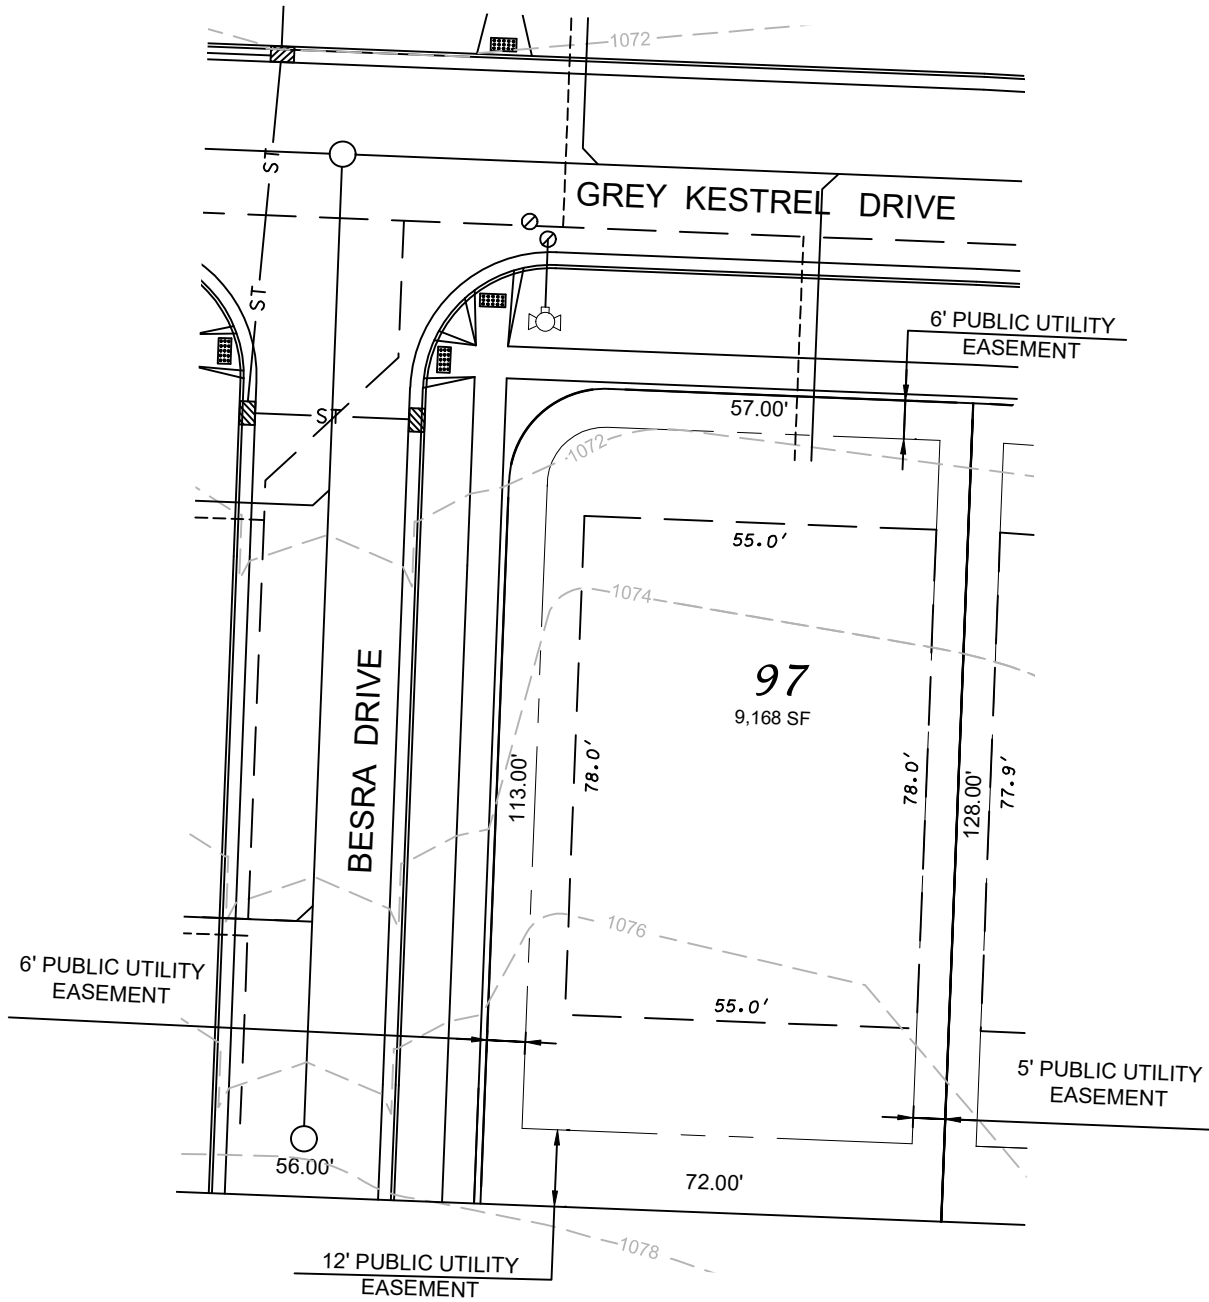 1072
ST
GREY KESTREL DRIVE
ST
6' PUBLIC UTILITY
EASEMENT
57.00'
ST
1072
55.0'
1074
97
9,168 SF
BESRA DRIVE
113.00'
78.0'
78.0'
128.00'
77.9'
1076
6' PUBLIC UTILITY
EASEMENT
55.0'
5' PUBLIC UTILITY
EASEMENT
56.00'
72.00'
1078
12' PUBLIC UTILITY
EASEMENT